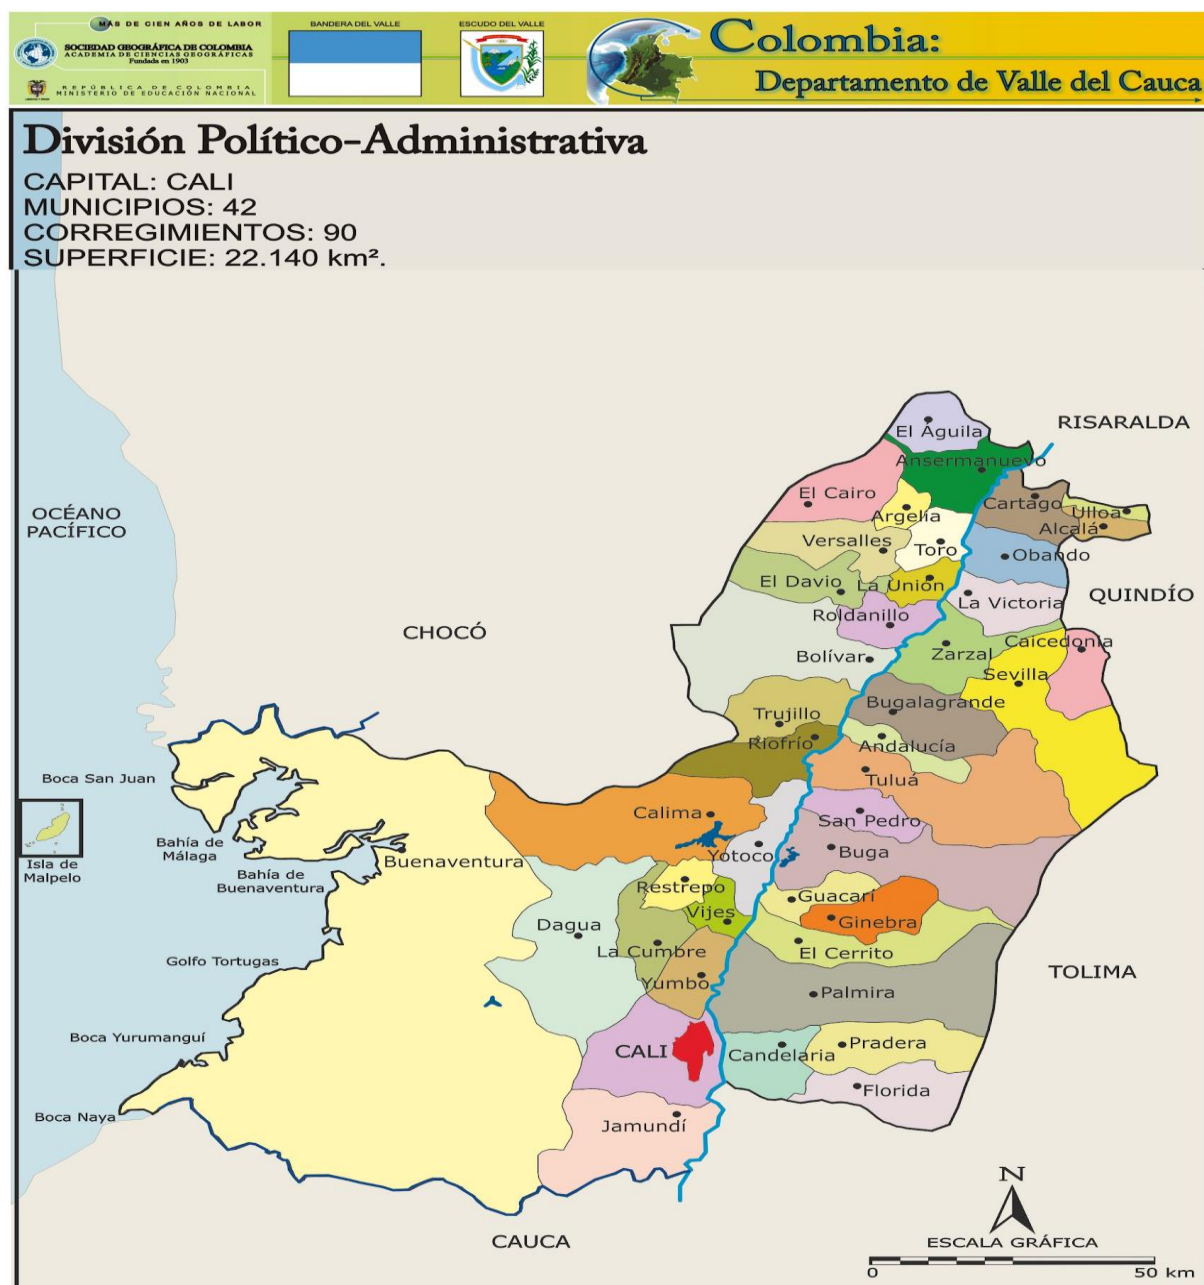 MÁS DE CIEN AÑOS DE LABOR
SOCIEDAD GEOGRÁFICA DE COLOMBIA
ACADEMIA DE CIENCIAS GEOGRÁFICAS
Fundada en 1903
REPÚBLICA DE COLOMBIA
MINISTERIO DE EDUCACIÓN NACIONAL
BANDERA DEL VALLE
ESCUDO DEL VALLE
Colombia:
Departamento de Valle del Cauca
División Político-Administrativa
CAPITAL: CALI
MUNICIPIOS: 42
CORREGIMIENTOS: 90
SUPERFICIE: 22.140 km².
RISARALDA
El Águila
Ansermanuevo
El Cairo
Cartago
Ulloa
Argelia
Alcalá
OCÉANO
PACÍFICO
Versalles
Toro
Obando
El Davio
La Unión
La Victoria
QUINDÍO
Roldanillo
CHOCÓ
Caicedonia
Bolívar
Zarzal
Sevilla
Trujillo
Bugalagrande
Riofrío
Andalucía
Boca San Juan
Tuluá
Calima
San Pedro
Bahía de
Málaga
Isla de
Malpelo
Buenaventura
Yotoco
Buga
Bahía de
Buenaventura
Restrepo
Guacarí
Vijes
Ginebra
Dagua
La Cumbre
El Cerrito
Golfo Tortugas
Yumbo
TOLIMA
Palmira
Boca Yurumanguí
CALI
Candelaria
Pradera
Florida
Boca Naya
Jamundí
N
CAUCA
ESCALA GRÁFICA
0
50 km